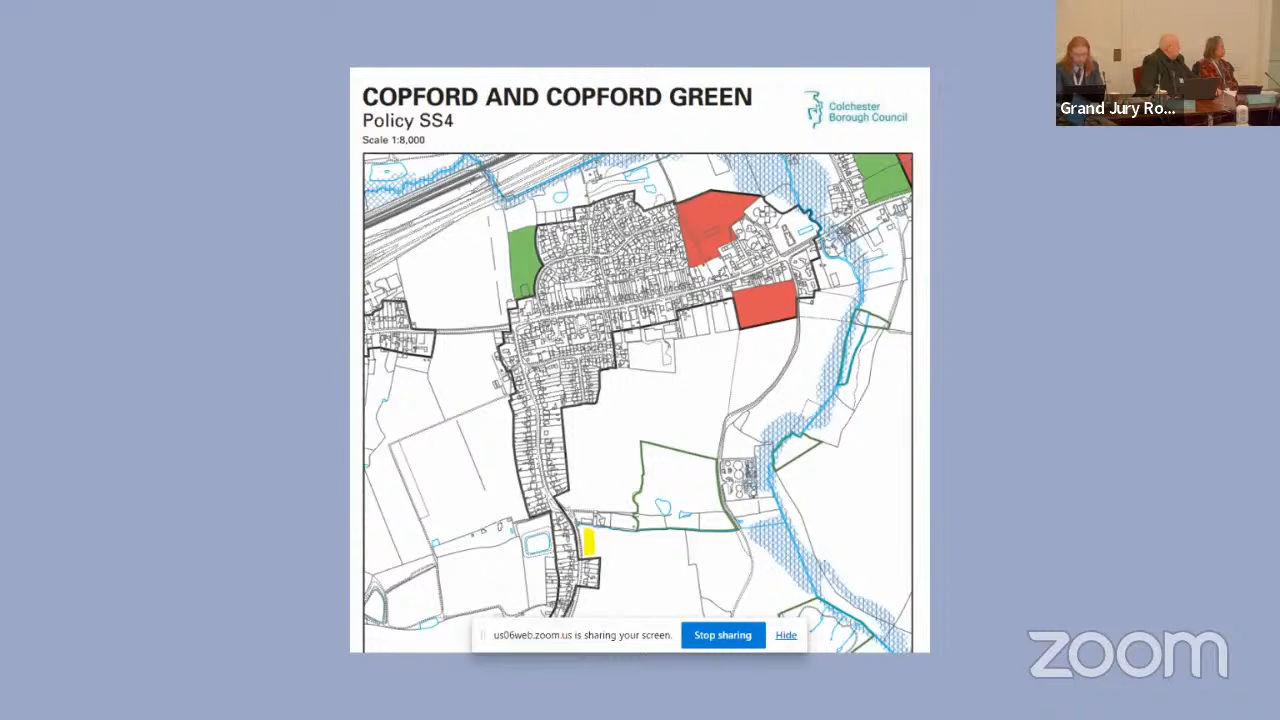 COPFORD AND COPFORD GREEN
Policy SS4
Scale 1:8,000
Colchester
Borough Council
Grand Jury Ro...
us06web.zoom.us is sharing your screen.
Stop sharing
Hide
zoom